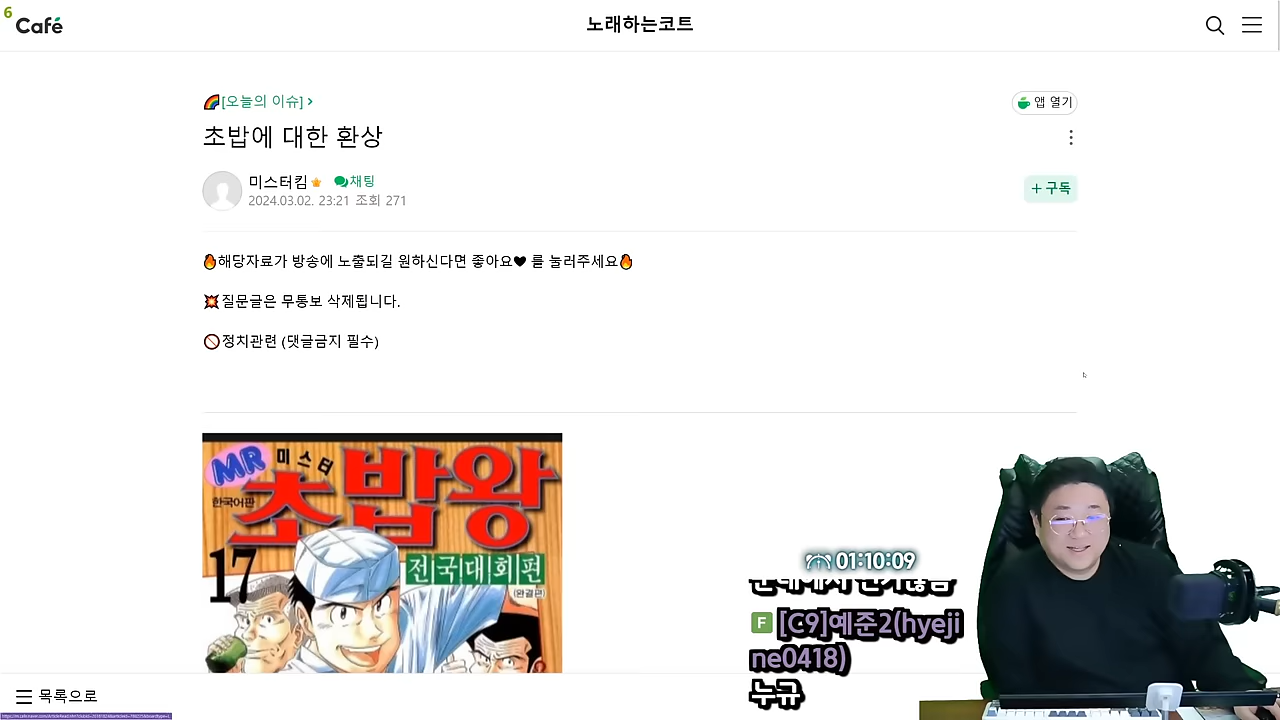 6
Café
노래하는코트
[오늘의 이슈] >
앱 열기
초밥에 대한 환상
미스터킴 채팅
2024.03.02. 23:21 조회 271
+ 구독
🔥해당자료가 방송에 노출되길 원하신다면 좋아요🖤 를 눌러주세요🔥
💥질문글은 무통보 삭제됩니다.
🚫정치관련 (댓글금지 필수)
MR
미스터
초밥왕
한국어판
17
전국대회편
(완결편)
01:10:09
F [C9]예준2(hyeji
ne0418)
누규
목록으로